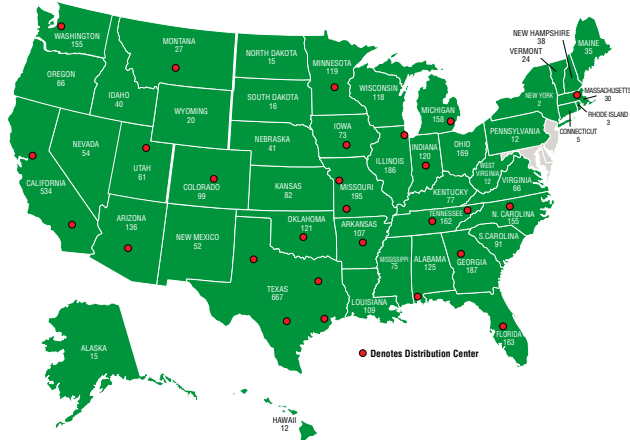 WASHINGTON
155
OREGON
66
CALIFORNIA
534
NEVADA
54
IDAHO
40
MONTANA
27
WYOMING
20
UTAH
61
COLORADO
99
ARIZONA
136
NEW MEXICO
52
NORTH DAKOTA
15
SOUTH DAKOTA
16
NEBRASKA
41
KANSAS
82
OKLAHOMA
121
TEXAS
667
MINNESOTA
119
IOWA
73
MISSOURI
195
ARKANSAS
107
LOUISIANA
109
WISCONSIN
118
ILLINOIS
186
MICHIGAN
158
INDIANA
120
OHIO
169
KENTUCKY
77
TENNESSEE
162
MISSISSIPPI
75
ALABAMA
125
GEORGIA
187
FLORIDA
163
S.CAROLINA
91
N. CAROLINA
155
VIRGINIA
66
WEST
VIRGINIA
12
PENNSYLVANIA
12
NEW YORK
2
VERMONT
24
NEW HAMPSHIRE
38
MAINE
35
MASSACHUSETTS
30
RHODE ISLAND
3
CONNECTICUT
5
ALASKA
15
HAWAII
12
Denotes Distribution Center